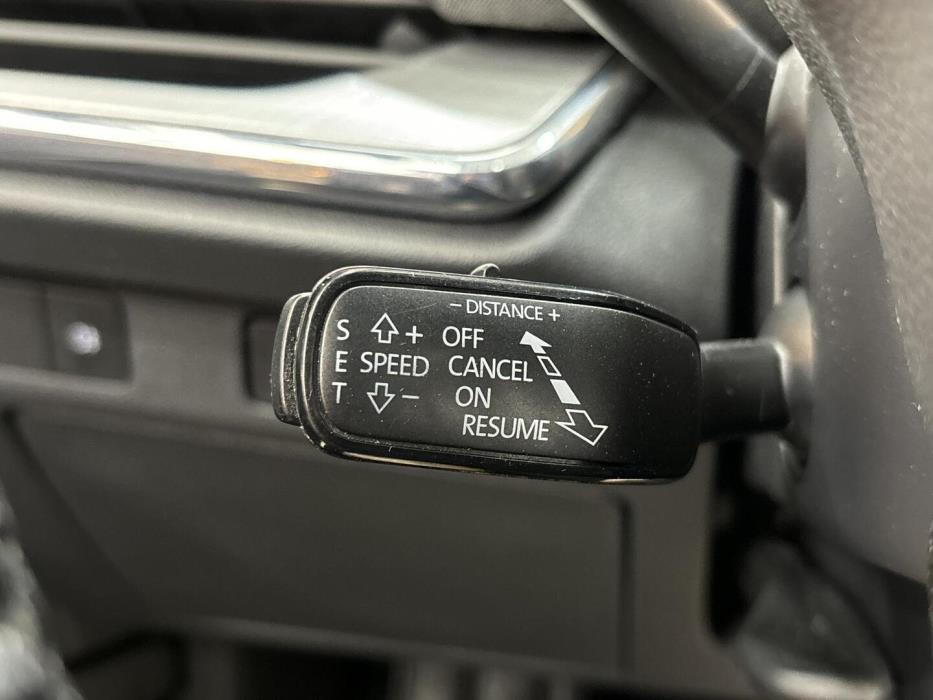 − DISTANCE +
S + OFF
E SPEED CANCEL
T − ON
RESUME